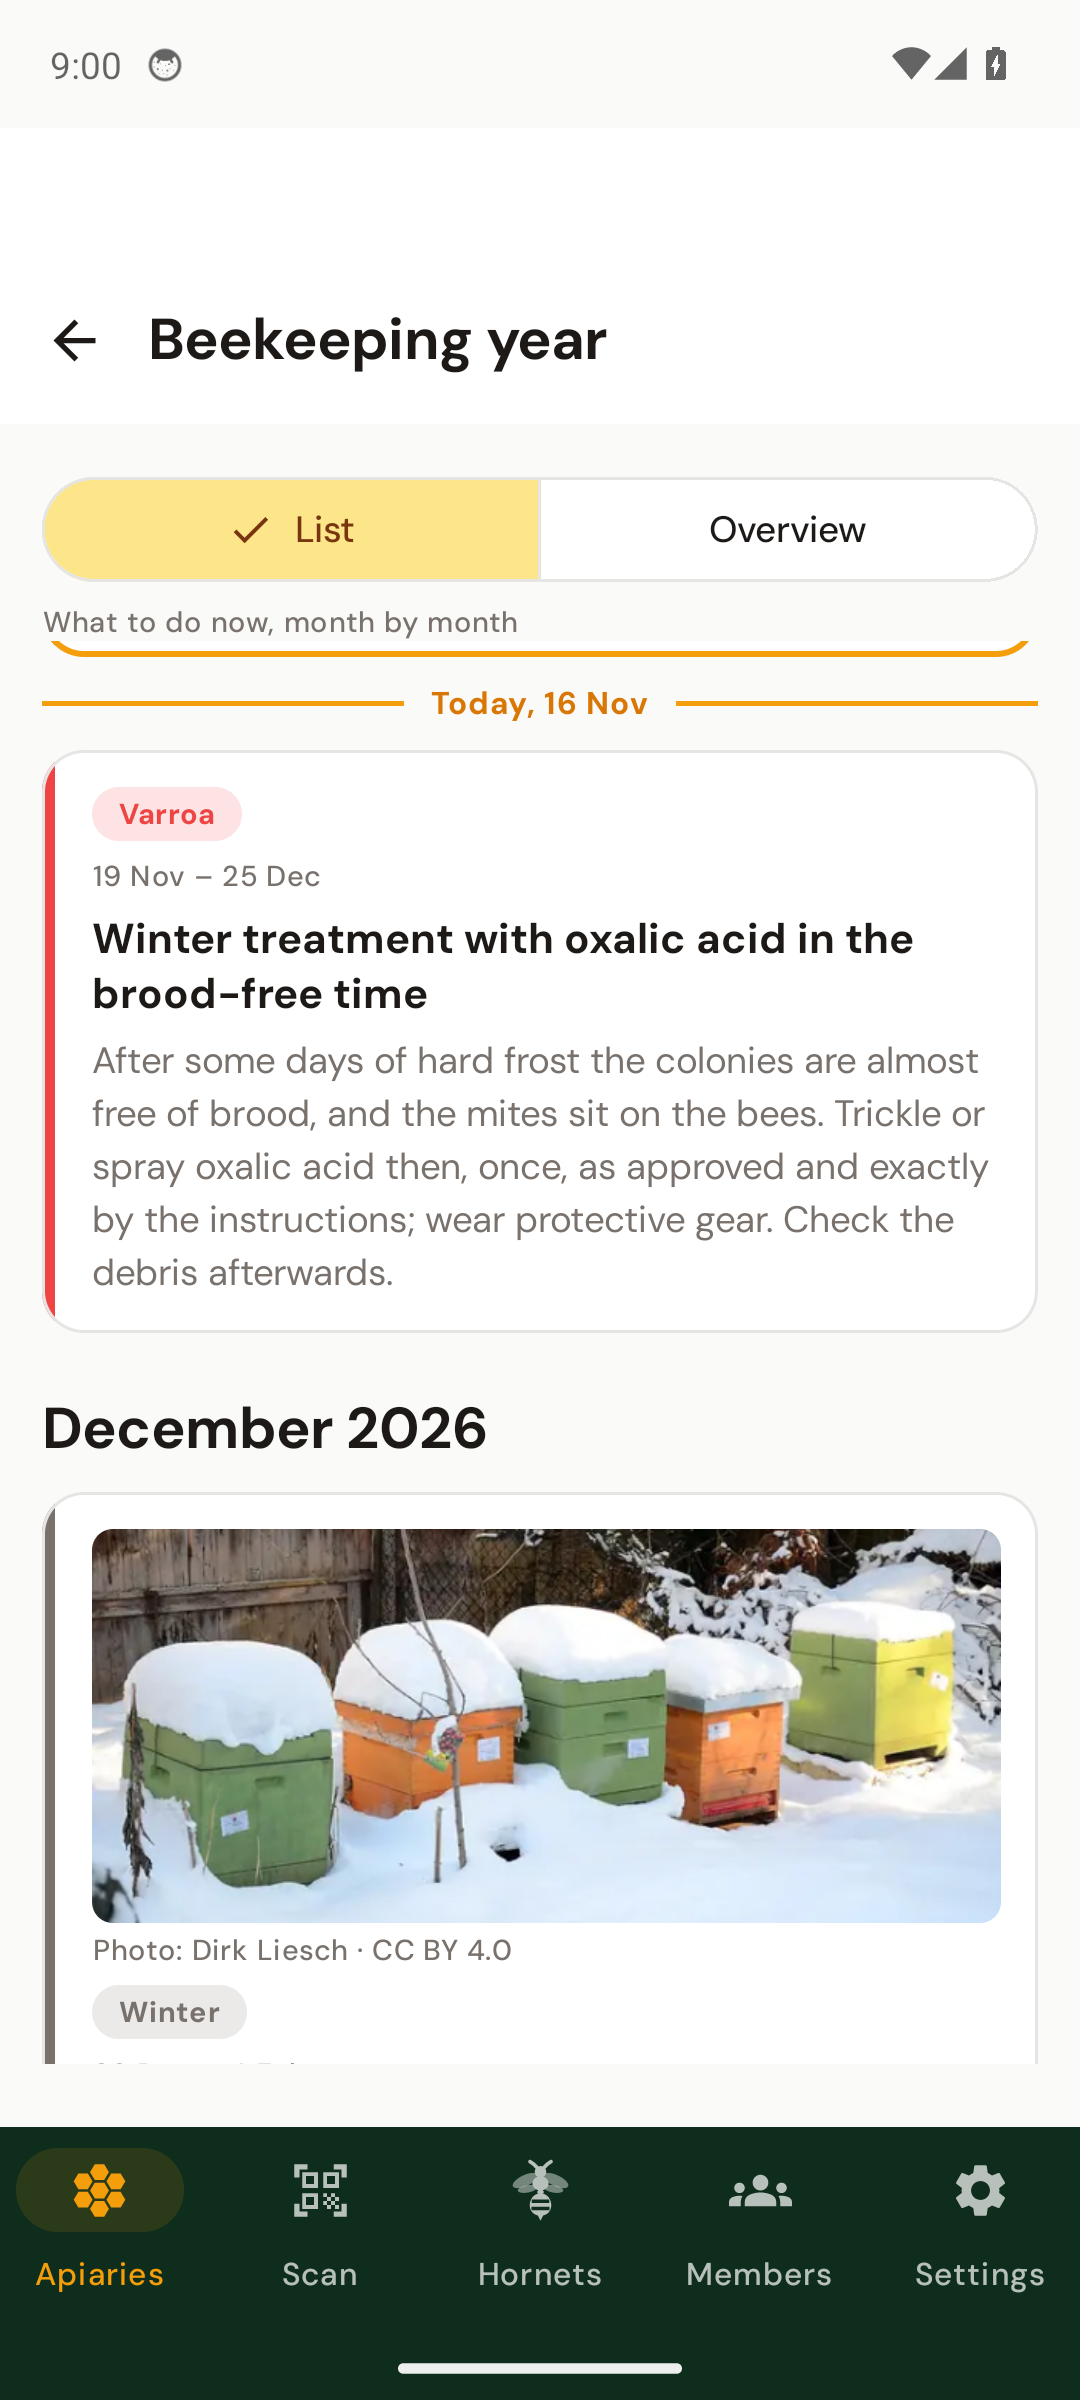 9:00
Beekeeping year
List
Overview
What to do now, month by month
Today, 16 Nov
Varroa
19 Nov – 25 Dec
Winter treatment with oxalic acid in the
brood-free time
After some days of hard frost the colonies are almost
free of brood, and the mites sit on the bees. Trickle or
spray oxalic acid then, once, as approved and exactly
by the instructions; wear protective gear. Check the
debris afterwards.
December 2026
Photo: Dirk Liesch · CC BY 4.0
Winter
Apiaries
Scan
Hornets
Members
Settings